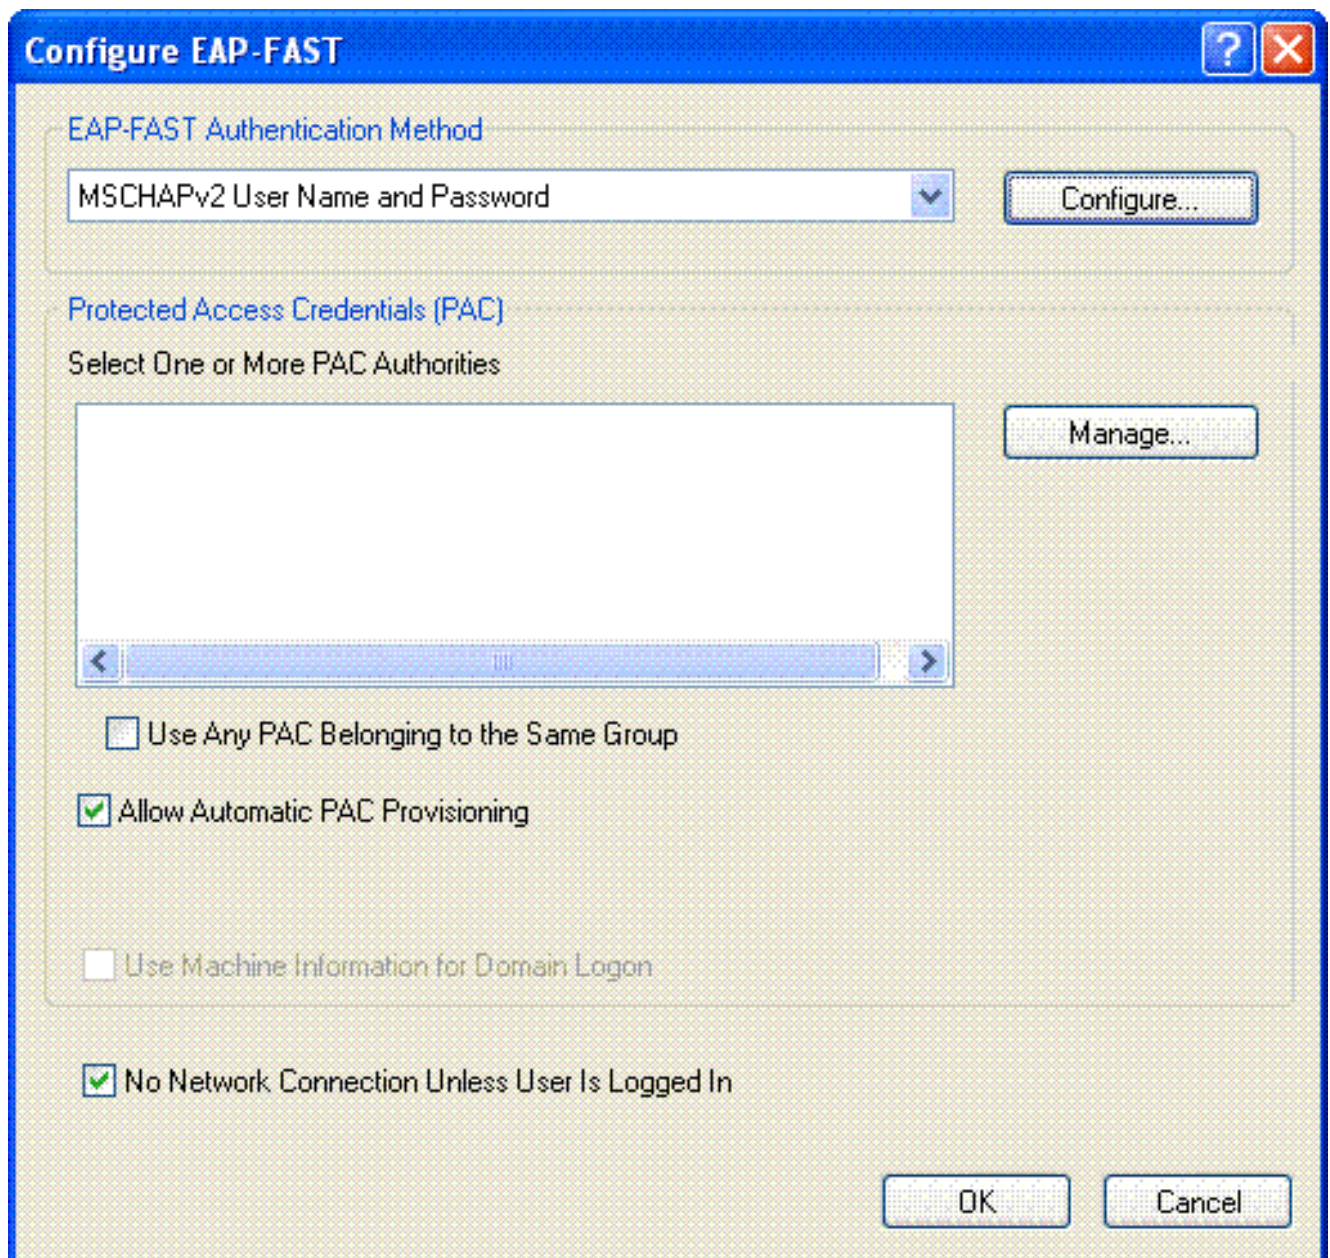 Configure EAP-FAST
EAP-FAST Authentication Method
MSCHAPv2 User Name and Password
Configure...
Protected Access Credentials (PAC)
Select One or More PAC Authorities
Manage...
Use Any PAC Belonging to the Same Group
Allow Automatic PAC Provisioning
Use Machine Information for Domain Logon
No Network Connection Unless User Is Logged In
OK
Cancel